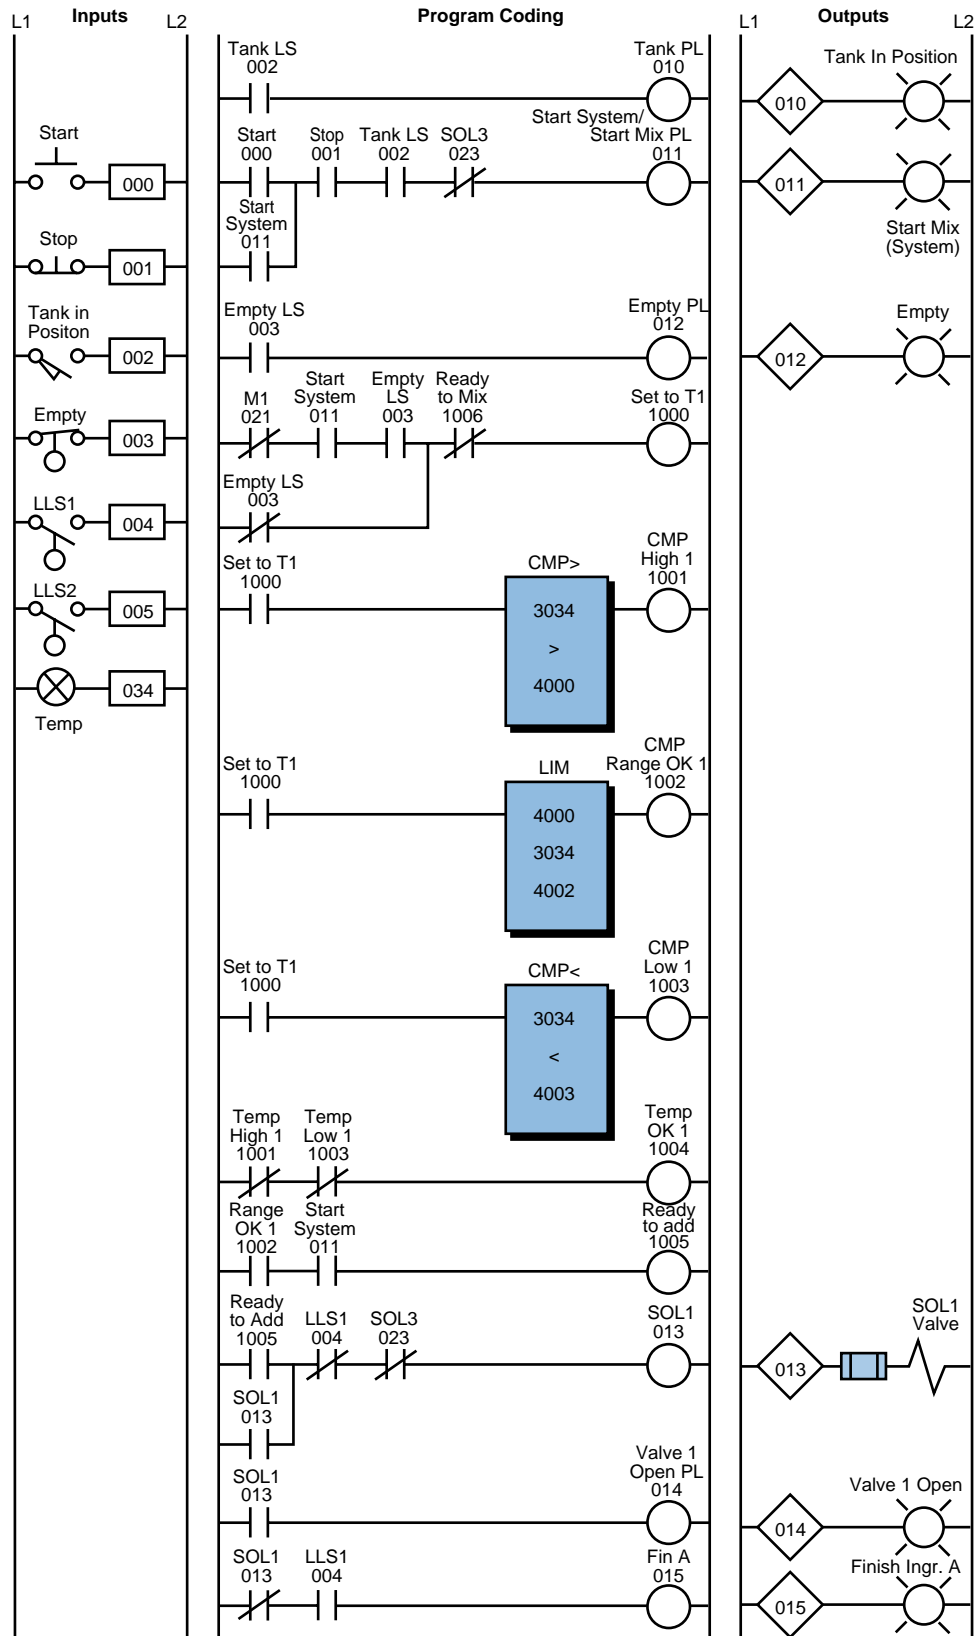 L1 Inputs L2
Program Coding
L1 Outputs L2
Start
000
Stop
001
Tank in
Positon
002
Empty
003
LLS1
004
LLS2
005
034
Temp
Tank LS
002
Tank PL
010
Start
000
Stop
001
Tank LS
002
SOL3
023
Start System/
Start Mix PL
011
Start
System
011
Empty LS
003
Empty PL
012
M1
021
Start
System
011
Empty
LS
003
Ready
to Mix
1006
Set to T1
1000
Empty LS
003
Set to T1
1000
CMP>
3034
>
4000
CMP
High 1
1001
Set to T1
1000
LIM
4000
3034
4002
CMP
Range OK 1
1002
Set to T1
1000
CMP<
3034
<
4003
CMP
Low 1
1003
Temp
High 1
1001
Temp
Low 1
1003
Temp
OK 1
1004
Range
OK 1
1002
Start
System
011
Ready
to add
1005
Ready
to Add
1005
LLS1
004
SOL3
023
SOL1
013
SOL1
013
SOL1
013
Valve 1
Open PL
014
SOL1
013
LLS1
004
Fin A
015
Tank In Position
010
011
Start Mix
(System)
Empty
012
SOL1
Valve
013
Valve 1 Open
014
Finish Ingr. A
015